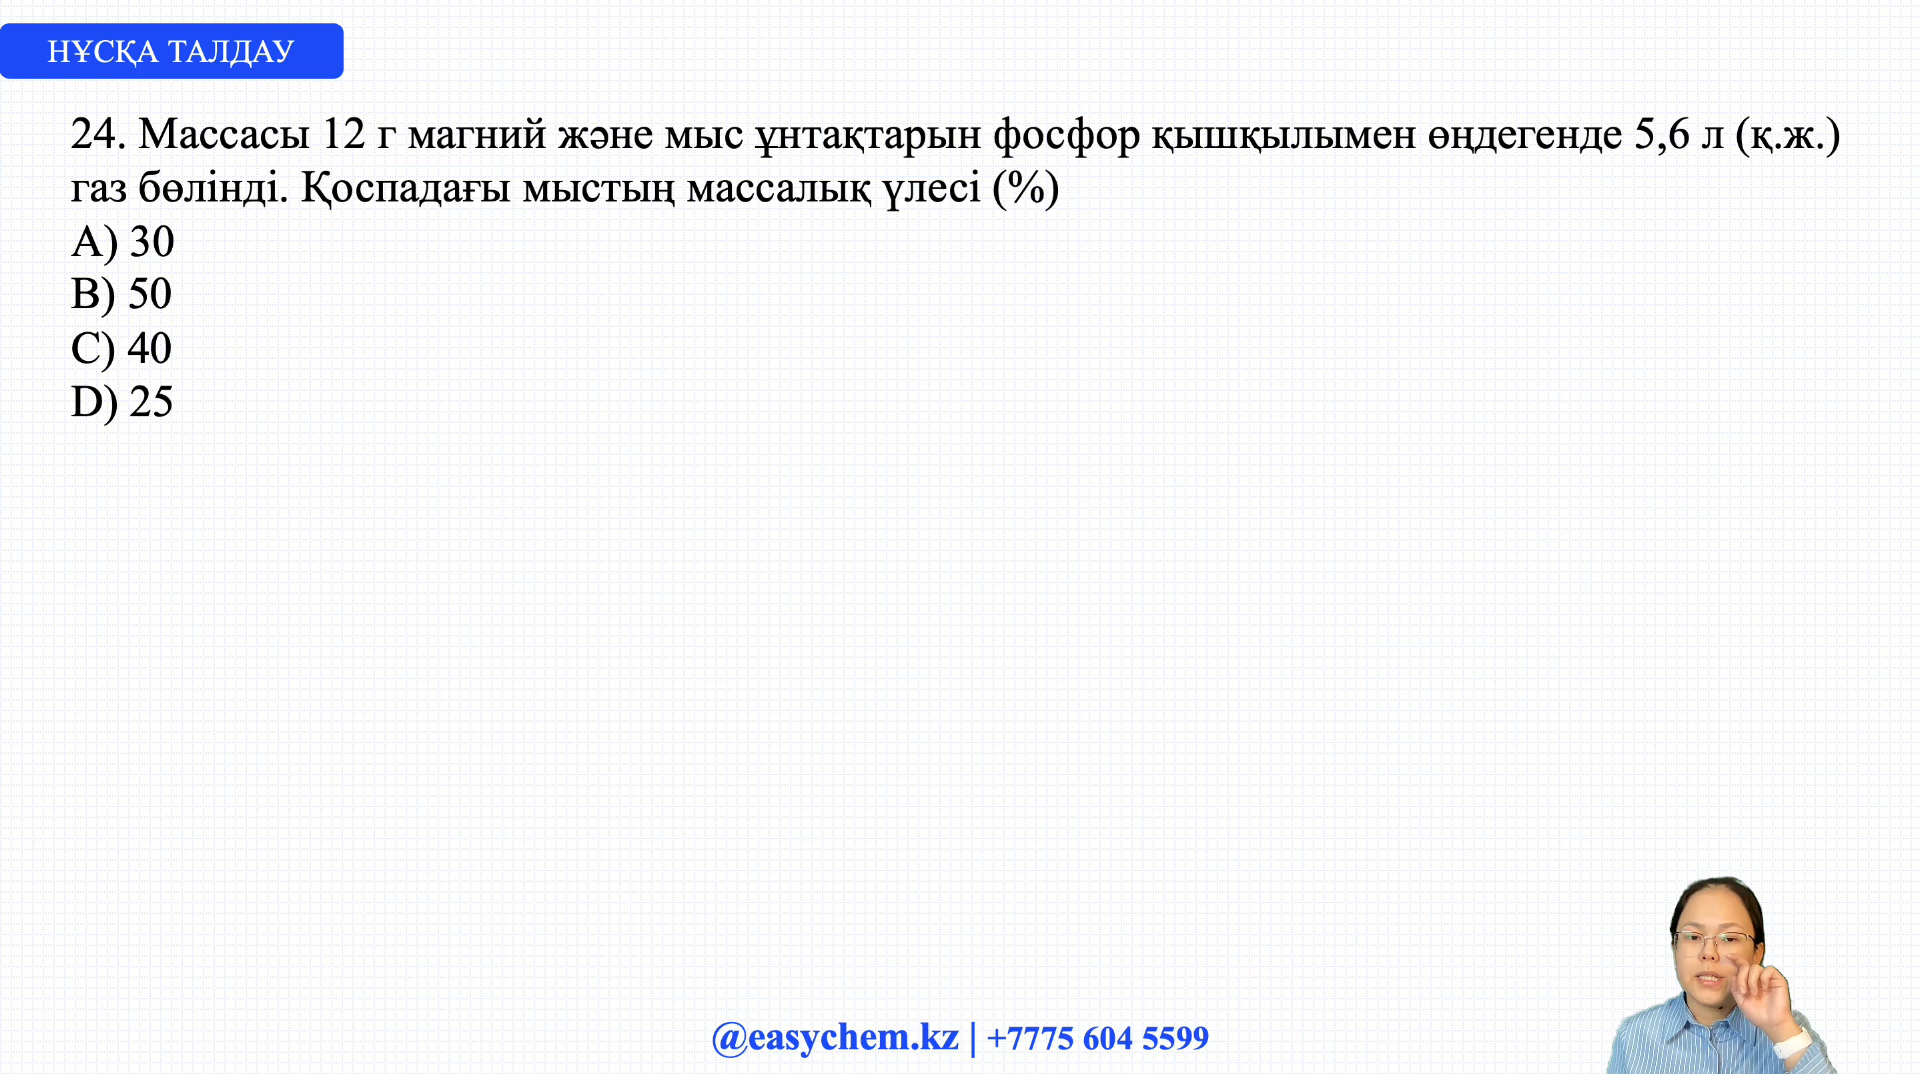 НҰСҚА ТАЛДАУ
24. Массасы 12 г магний және мыс ұнтақтарын фосфор қышқылымен өңдегенде 5,6 л (қ.ж.)
газ бөлінді. Қоспадағы мыстың массалық үлесі (%)
A) 30
B) 50
C) 40
D) 25
@easychem.kz | +7775 604 5599